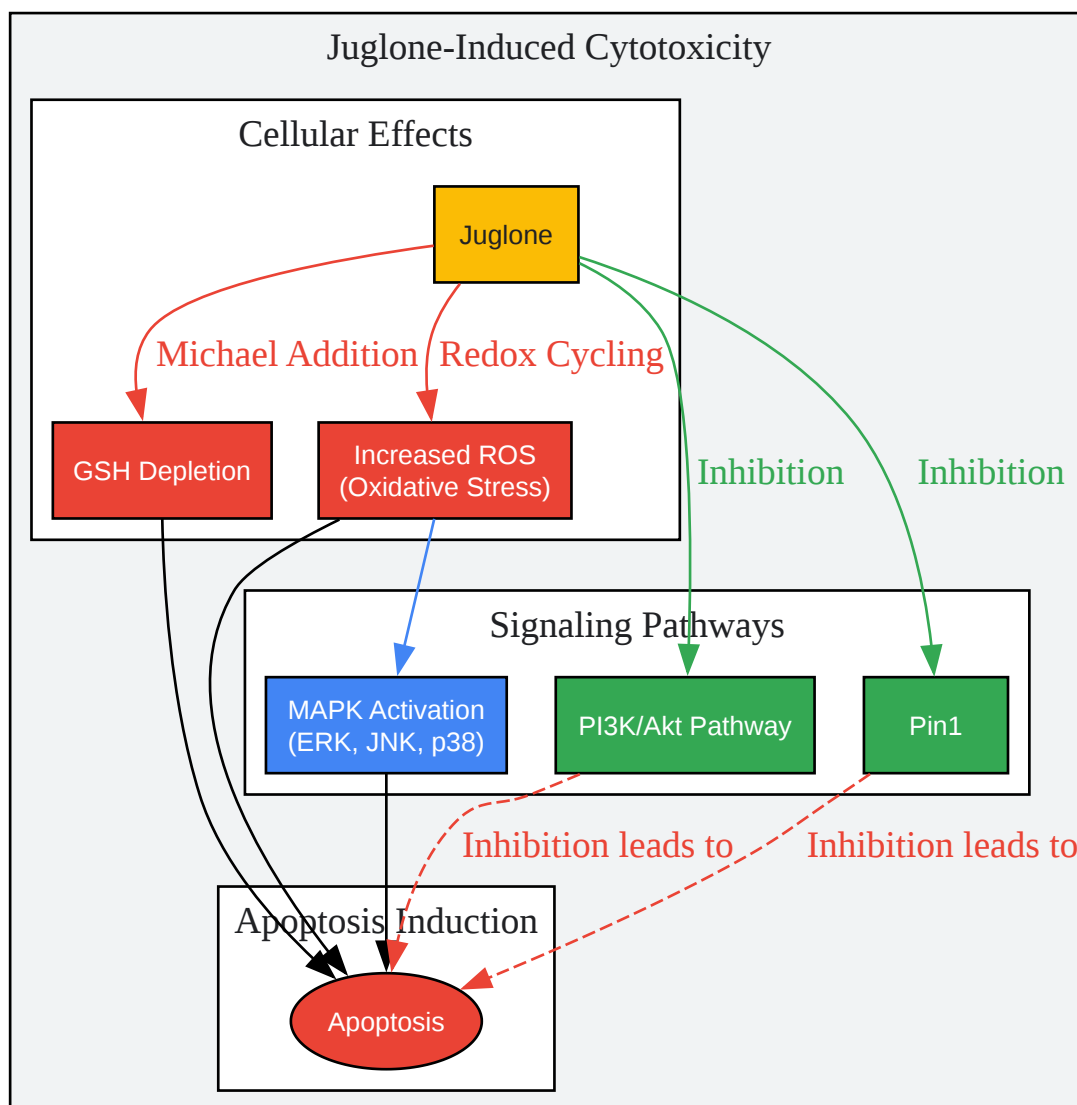 Juglone-Induced Cytotoxicity
Cellular Effects
Juglone
Michael Addition
Redox Cycling
GSH Depletion
Increased ROS
(Oxidative Stress)
Inhibition
Inhibition
Signaling Pathways
MAPK Activation
(ERK, JNK, p38)
PI3K/Akt Pathway
Pin1
Inhibition leads to
Inhibition leads to
Apoptosis Induction
Apoptosis